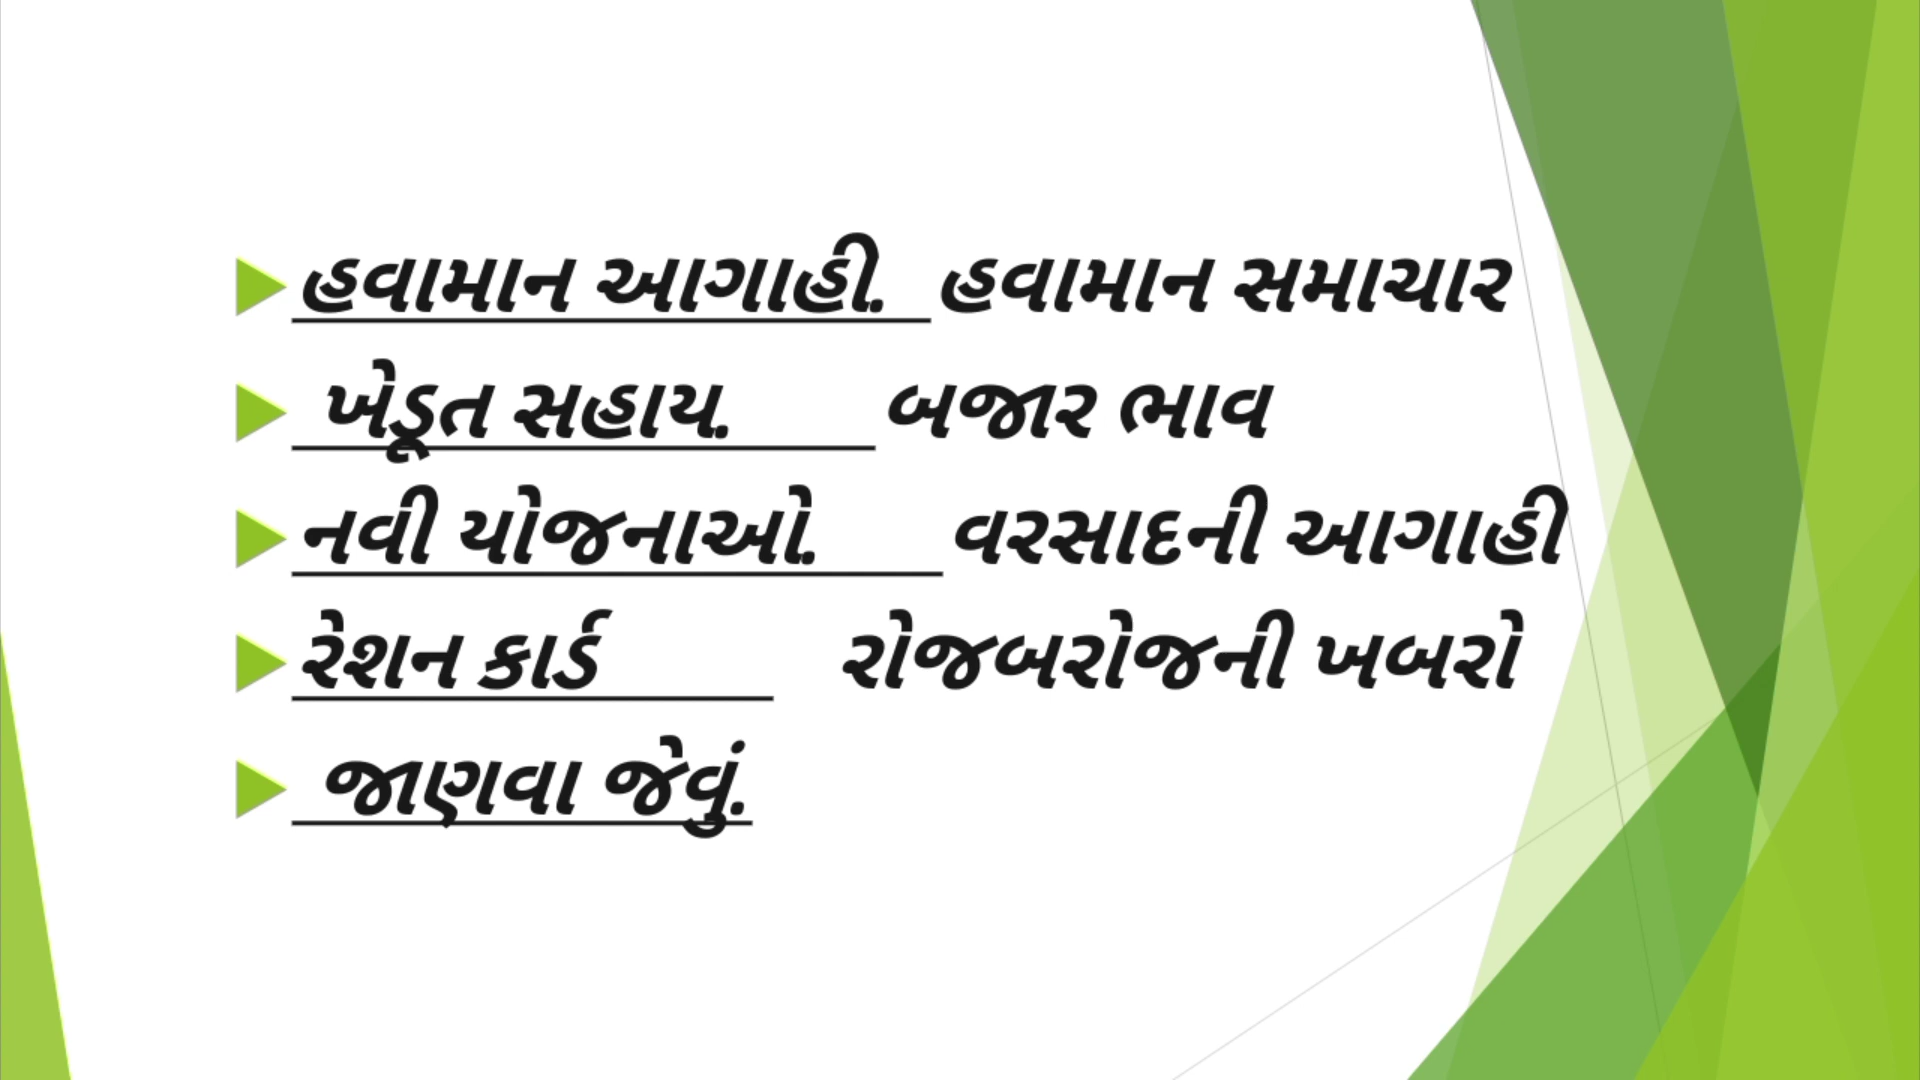 હવામાન આગાહી. હવામાન સમાચાર
ખેડૂત સહાય. બજાર ભાવ
નવી યોજનાઓ. વરસાદની આગાહી
રેશન કાર્ડ રોજબરોજની ખબરો
જાણવા જેવું.